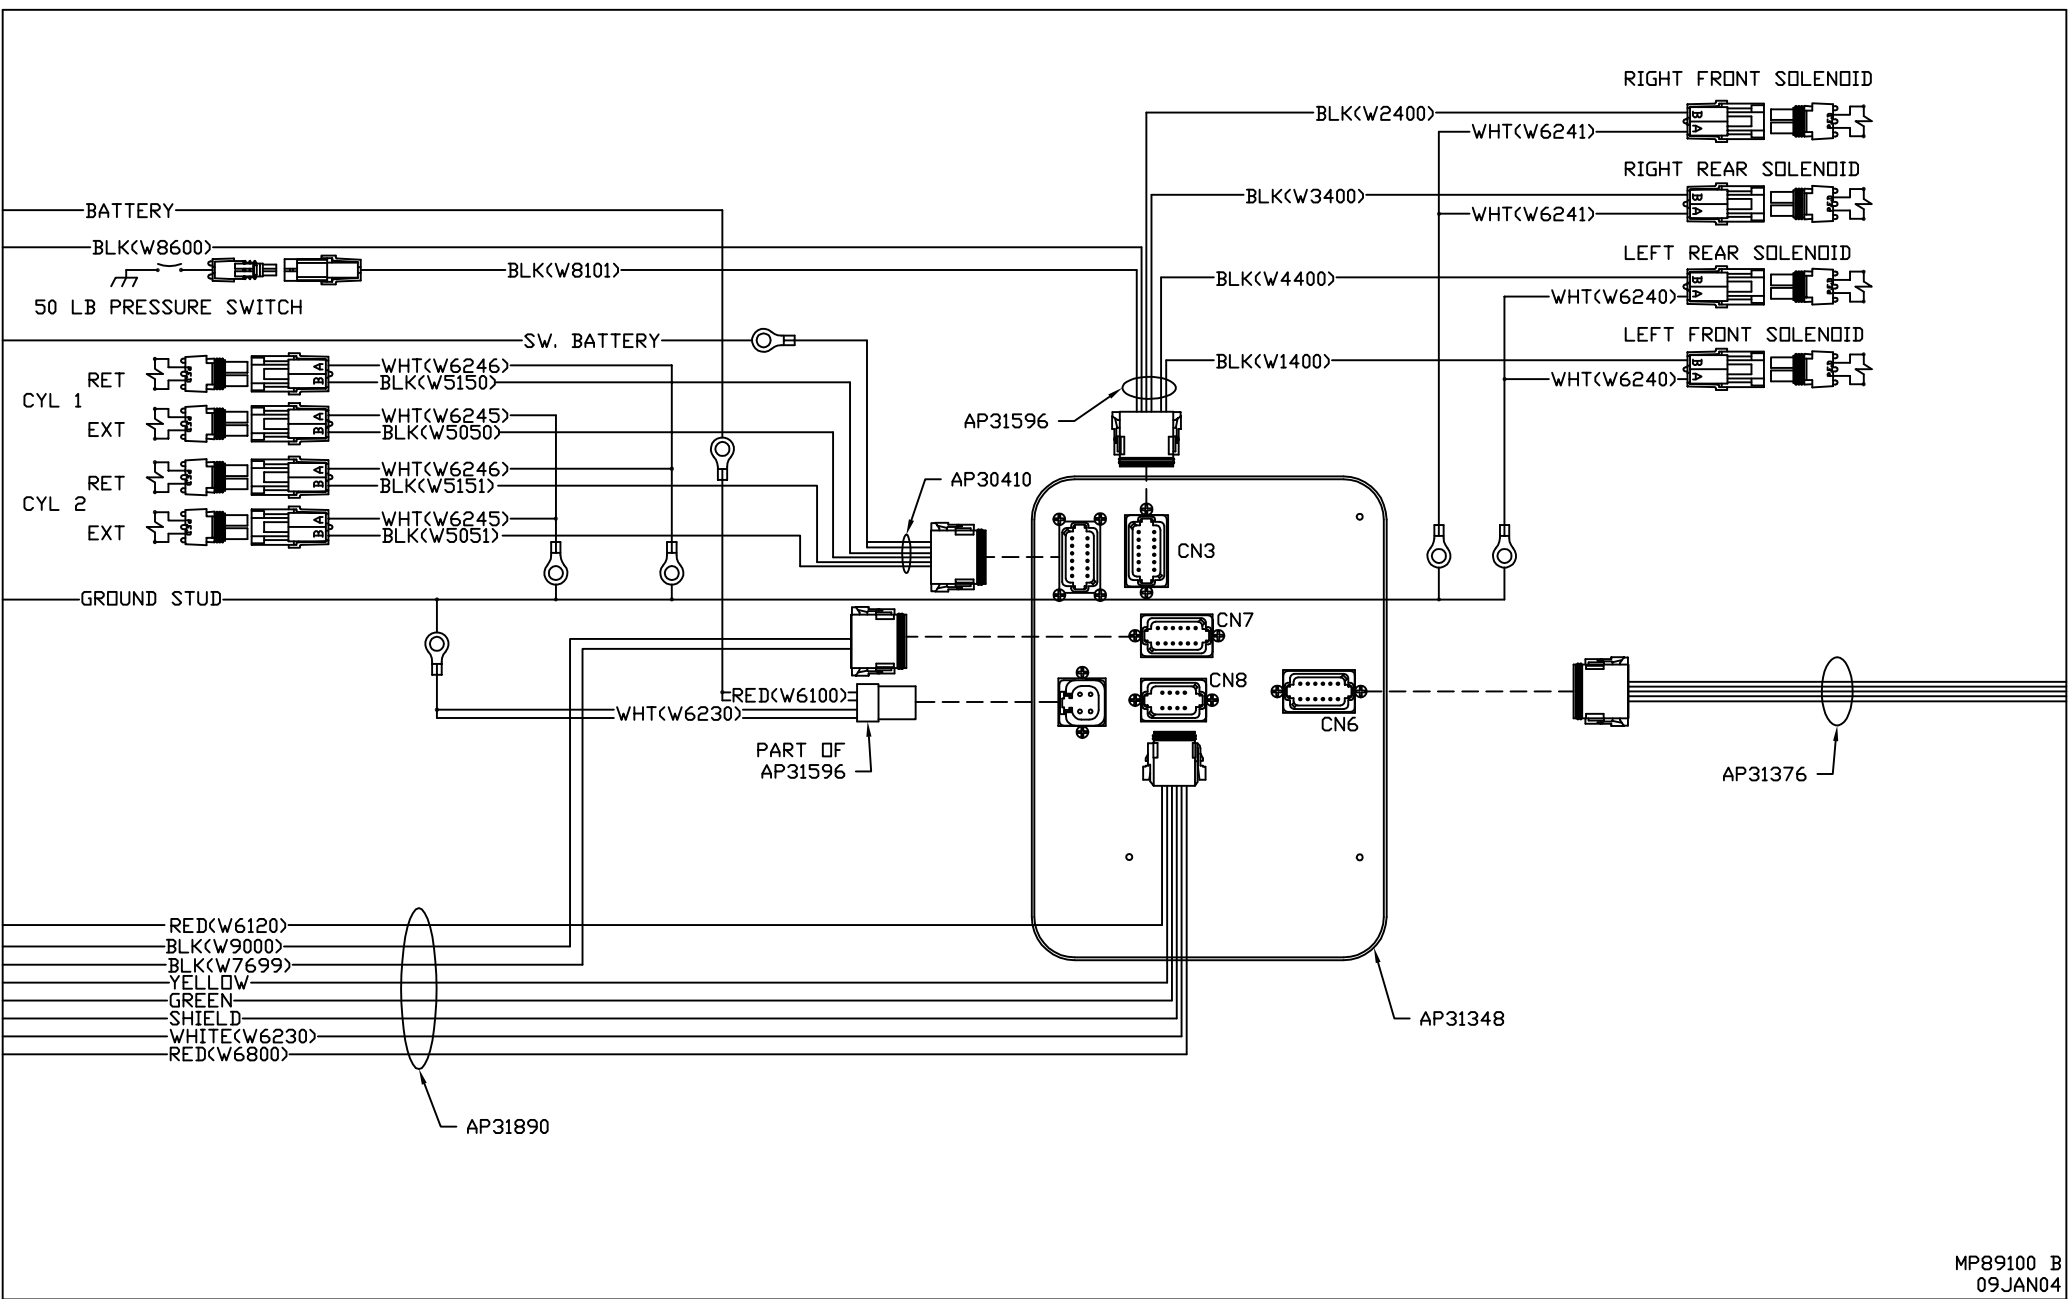 RIGHT FRONT SOLENOID
BLK(W2400)
B
A
WHT(W6241)
RIGHT REAR SOLENOID
BLK(W3400)
B
A
WHT(W6241)
BATTERY
BLK(W8600)
BLK(W8101)
50 LB PRESSURE SWITCH
LEFT REAR SOLENOID
BLK(W4400)
B
A
WHT(W6240)
LEFT FRONT SOLENOID
BLK(W1400)
B
A
WHT(W6240)
SW. BATTERY
CYL 1
RET
A
B
WHT(W6246)
BLK(W5150)
EXT
A
B
WHT(W6245)
BLK(W5050)
CYL 2
RET
A
B
WHT(W6246)
BLK(W5151)
EXT
A
B
WHT(W6245)
BLK(W5051)
AP31596
AP30410
CN3
GROUND STUD
CN7
CN8
CN6
RED(W6100)
WHT(W6230)
PART OF
AP31596
AP31376
RED(W6120)
BLK(W9000)
BLK(W7699)
YELLOW
GREEN
SHIELD
WHITE(W6230)
RED(W6800)
AP31348
AP31890
MP89100 B
09JAN04